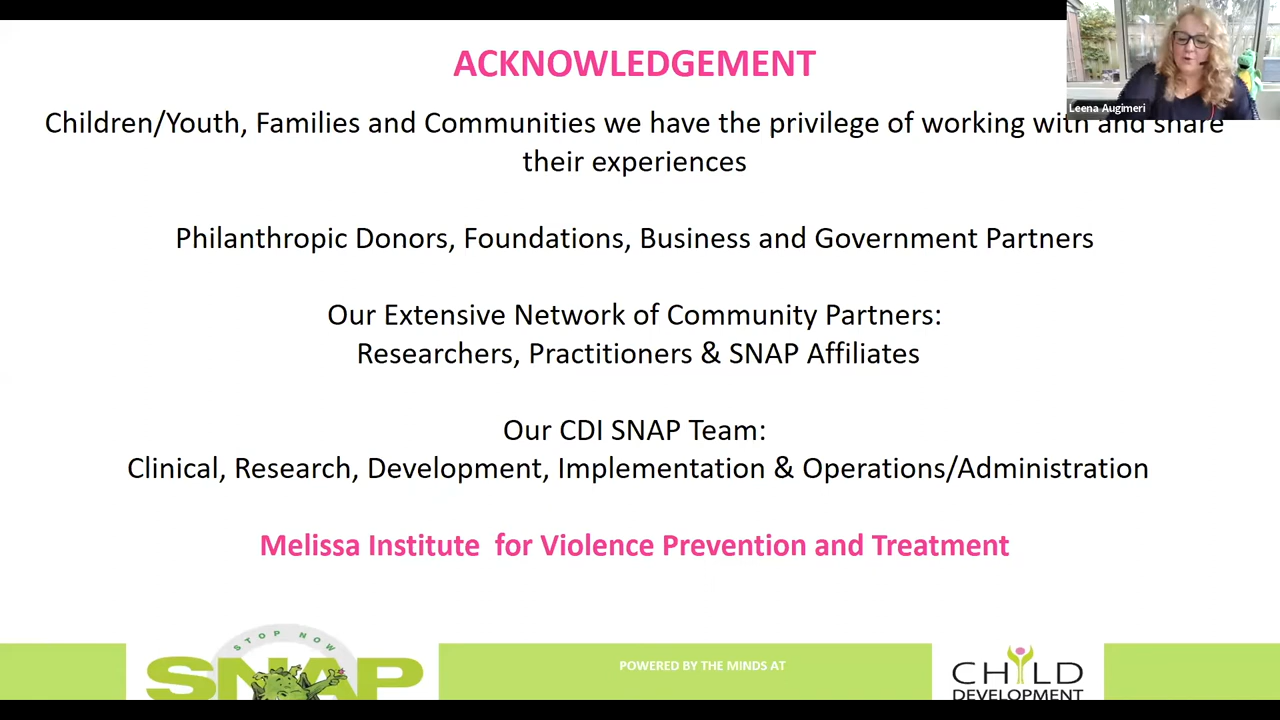 ACKNOWLEDGEMENT
Leena Augimeri
Children/Youth, Families and Communities we have the privilege of working with and share
their experiences
Philanthropic Donors, Foundations, Business and Government Partners
Our Extensive Network of Community Partners:
Researchers, Practitioners & SNAP Affiliates
Our CDI SNAP Team:
Clinical, Research, Development, Implementation & Operations/Administration
Melissa Institute for Violence Prevention and Treatment
STOP NOW
SNAP
POWERED BY THE MINDS AT
CHILD
DEVELOPMENT